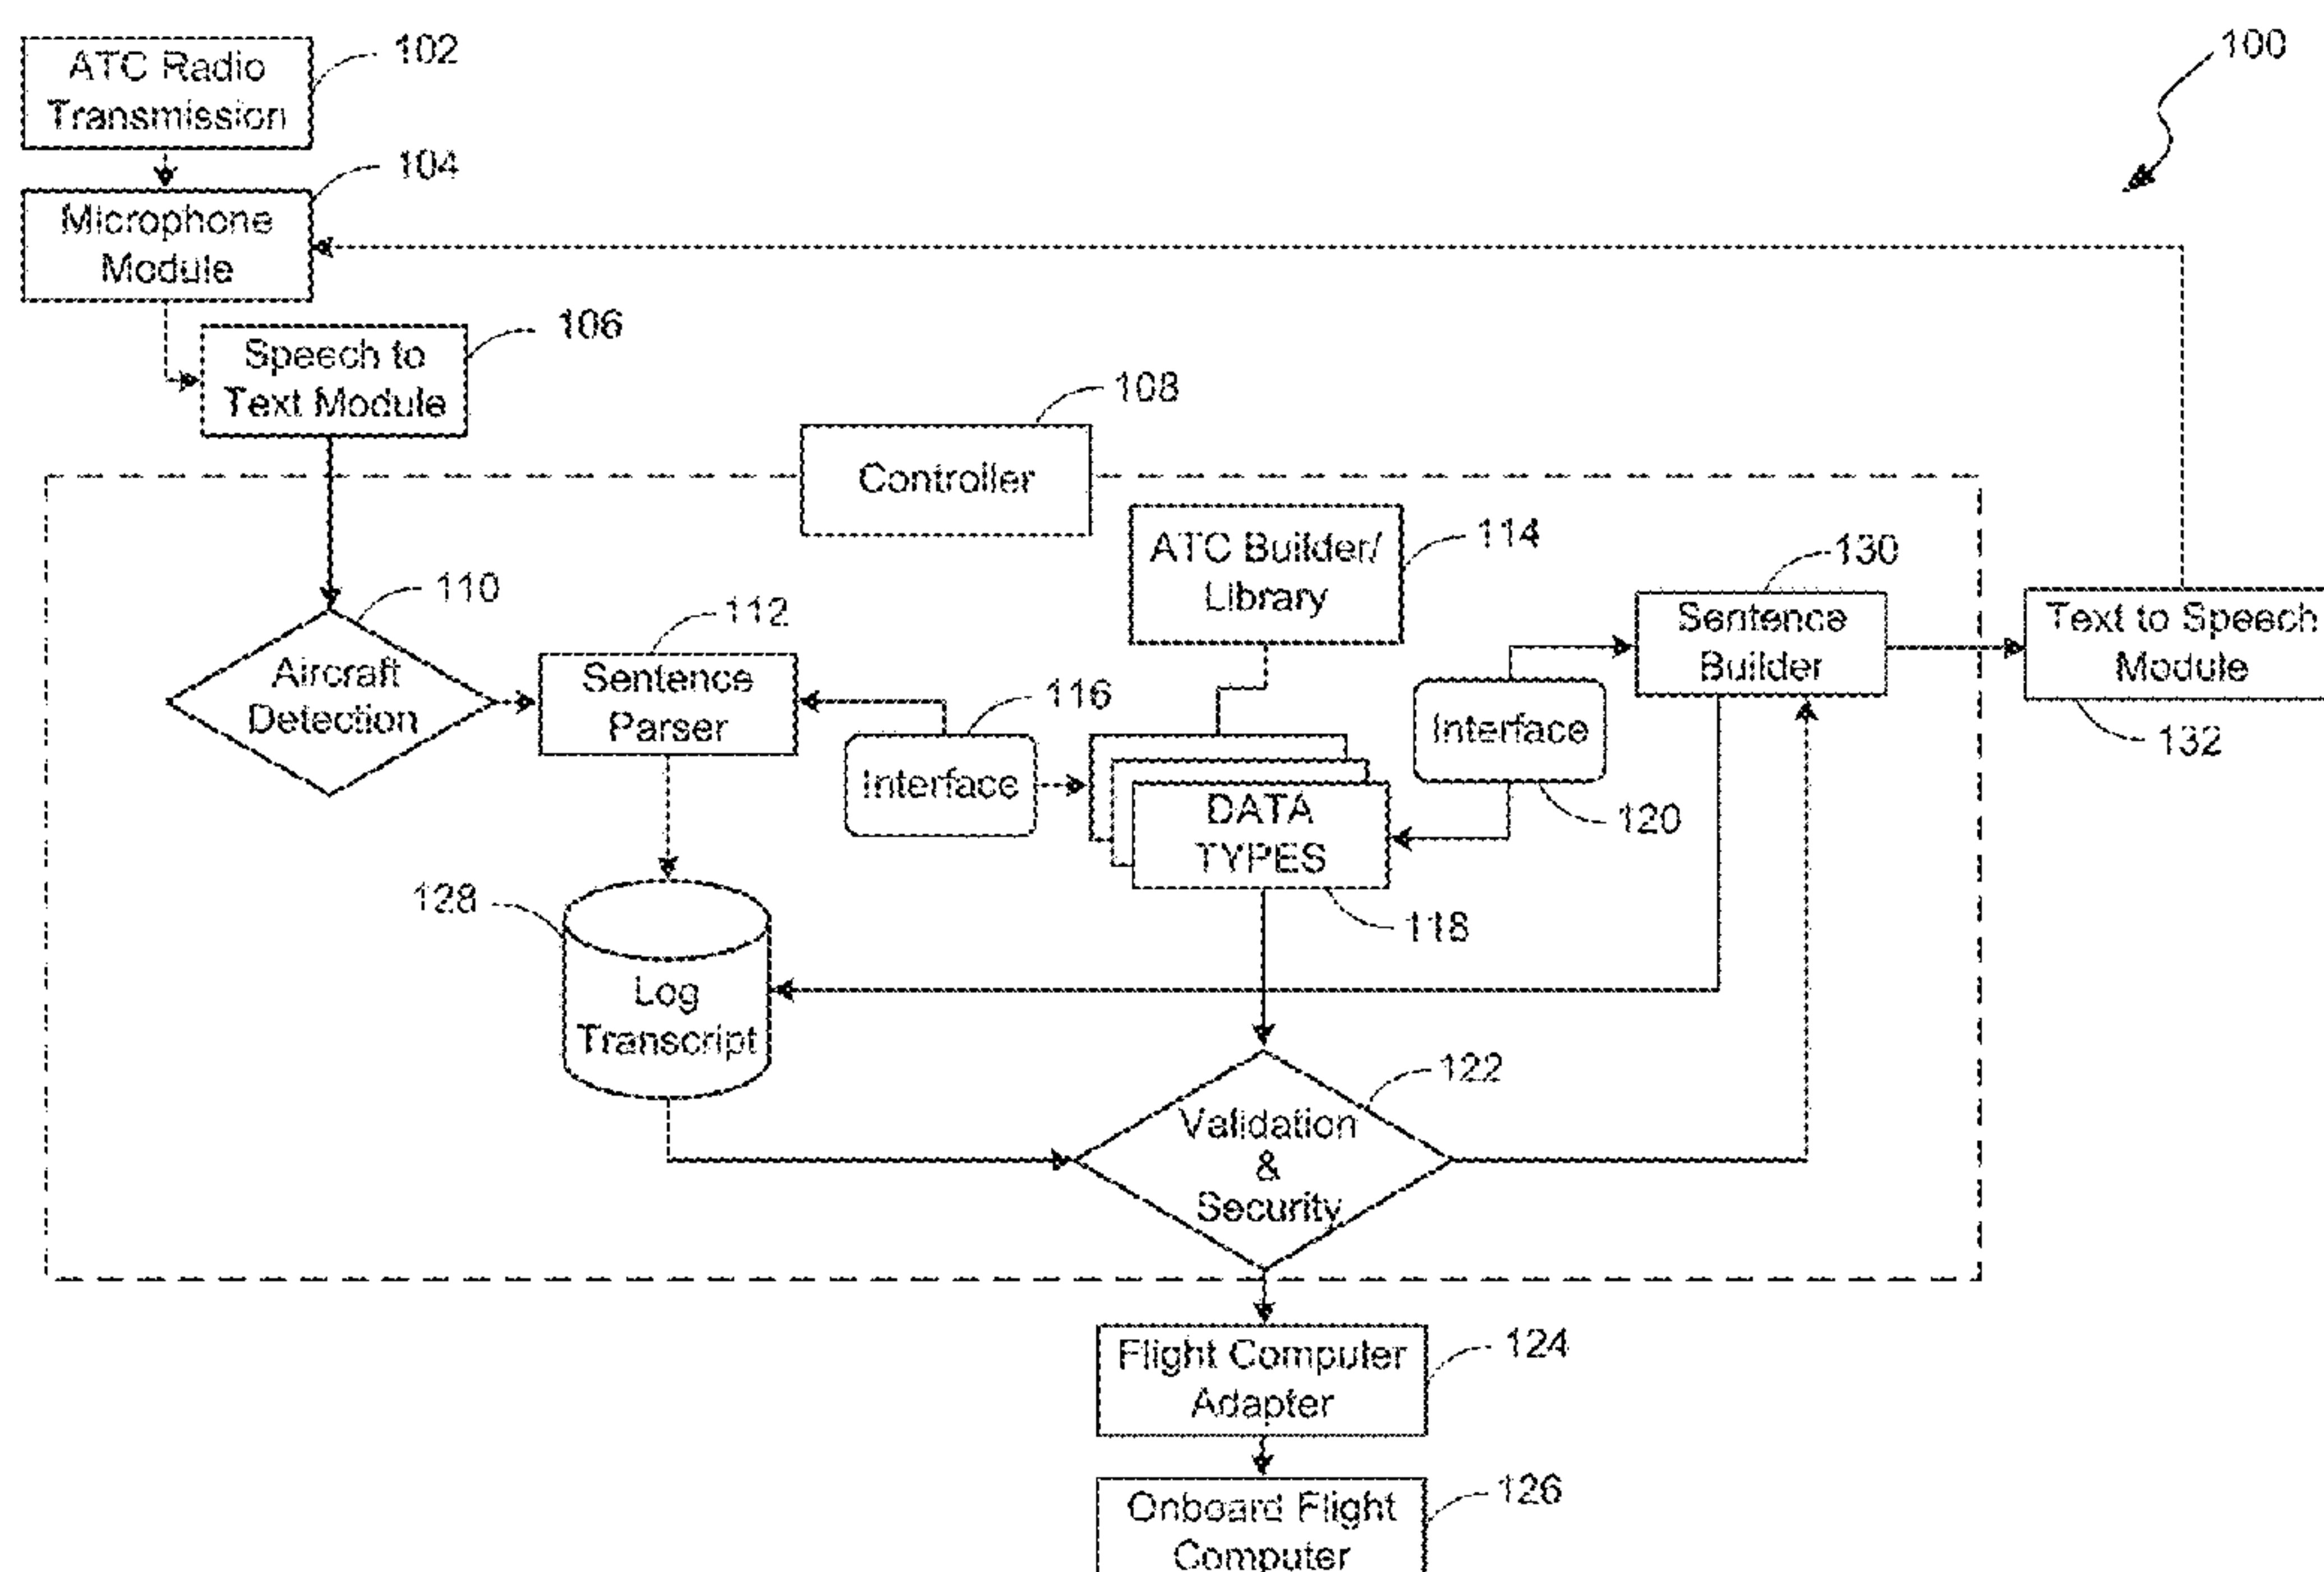 100
ATC Radio
Transmission
102
Microphone
Module
104
Speech to
Text Module
106
Controller
108
ATC Builder/
Library
114
Aircraft
Detection
110
Sentence
Parser
112
Interface
116
DATA
TYPES
118
Interface
120
Sentence
Builder
130
Text to Speech
Module
132
Log
Transcript
128
Validation
&
Security
122
Flight Computer
Adapter
124
Onboard Flight
Computer
126